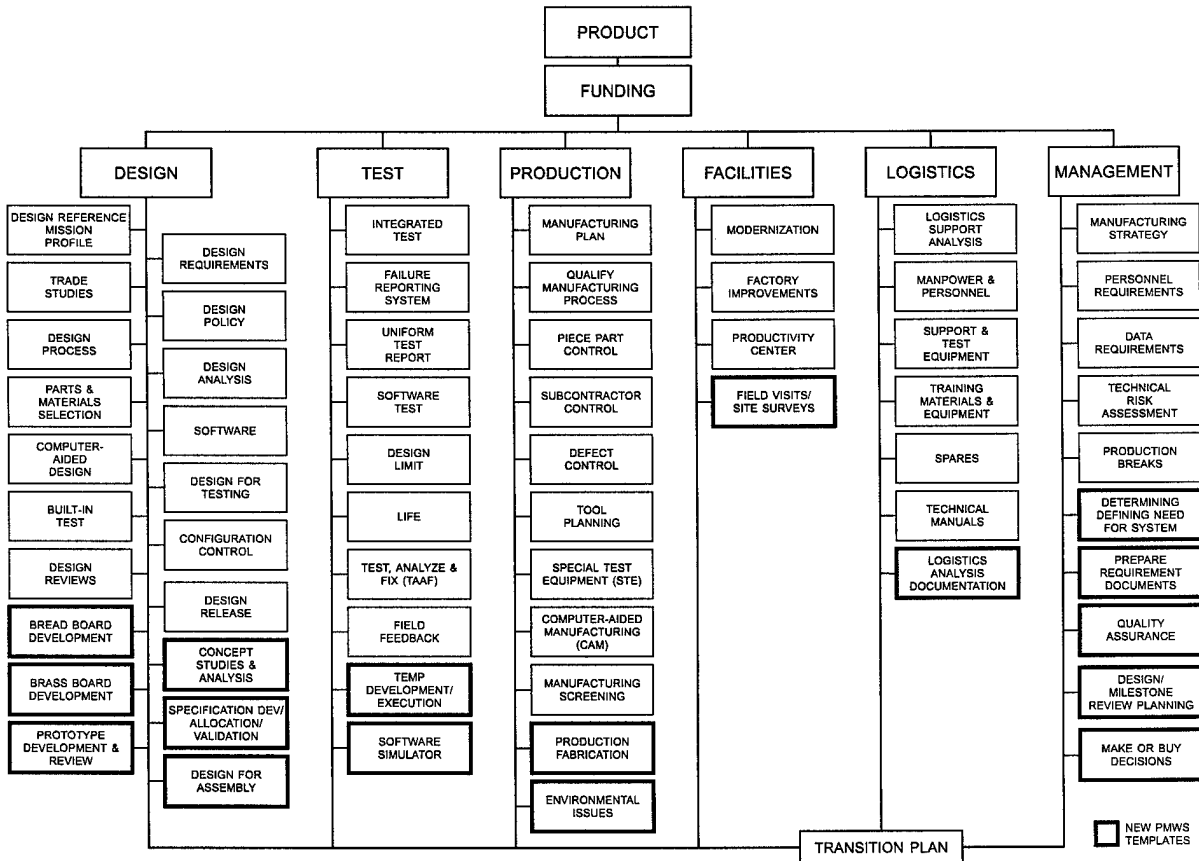 PRODUCT
FUNDING
DESIGN
DESIGN REFERENCE
MISSION
PROFILE
TRADE
STUDIES
DESIGN
PROCESS
PARTS &
MATERIALS
SELECTION
COMPUTER-
AIDED
DESIGN
BUILT-IN
TEST
DESIGN
REVIEWS
BREAD BOARD
DEVELOPMENT
BRASS BOARD
DEVELOPMENT
PROTOTYPE
DEVELOPMENT &
REVIEW
DESIGN
REQUIREMENTS
DESIGN
POLICY
DESIGN
ANALYSIS
SOFTWARE
DESIGN FOR
TESTING
CONFIGURATION
CONTROL
DESIGN
RELEASE
CONCEPT
STUDIES &
ANALYSIS
SPECIFICATION DEV/
ALLOCATION/
VALIDATION
DESIGN FOR
ASSEMBLY
TEST
INTEGRATED
TEST
FAILURE
REPORTING
SYSTEM
UNIFORM
TEST
REPORT
SOFTWARE
TEST
DESIGN
LIMIT
LIFE
TEST, ANALYZE &
FIX (TAAF)
FIELD
FEEDBACK
TEMP
DEVELOPMENT/
EXECUTION
SOFTWARE
SIMULATOR
PRODUCTION
MANUFACTURING
PLAN
QUALIFY
MANUFACTURING
PROCESS
PIECE PART
CONTROL
SUBCONTRACTOR
CONTROL
DEFECT
CONTROL
TOOL
PLANNING
SPECIAL TEST
EQUIPMENT (STE)
COMPUTER-AIDED
MANUFACTURING
(CAM)
MANUFACTURING
SCREENING
PRODUCTION
FABRICATION
ENVIRONMENTAL
ISSUES
FACILITIES
MODERNIZATION
FACTORY
IMPROVEMENTS
PRODUCTIVITY
CENTER
FIELD VISITS/
SITE SURVEYS
LOGISTICS
LOGISTICS
SUPPORT
ANALYSIS
MANPOWER &
PERSONNEL
SUPPORT &
TEST
EQUIPMENT
TRAINING
MATERIALS &
EQUIPMENT
SPARES
TECHNICAL
MANUALS
LOGISTICS
ANALYSIS
DOCUMENTATION
MANAGEMENT
MANUFACTURING
STRATEGY
PERSONNEL
REQUIREMENTS
DATA
REQUIREMENTS
TECHNICAL
RISK
ASSESSMENT
PRODUCTION
BREAKS
DETERMINING
DEFINING NEED
FOR SYSTEM
PREPARE
REQUIREMENT
DOCUMENTS
QUALITY
ASSURANCE
DESIGN/
MILESTONE
REVIEW PLANNING
MAKE OR BUY
DECISIONS
TRANSITION PLAN
NEW PMWS
TEMPLATES